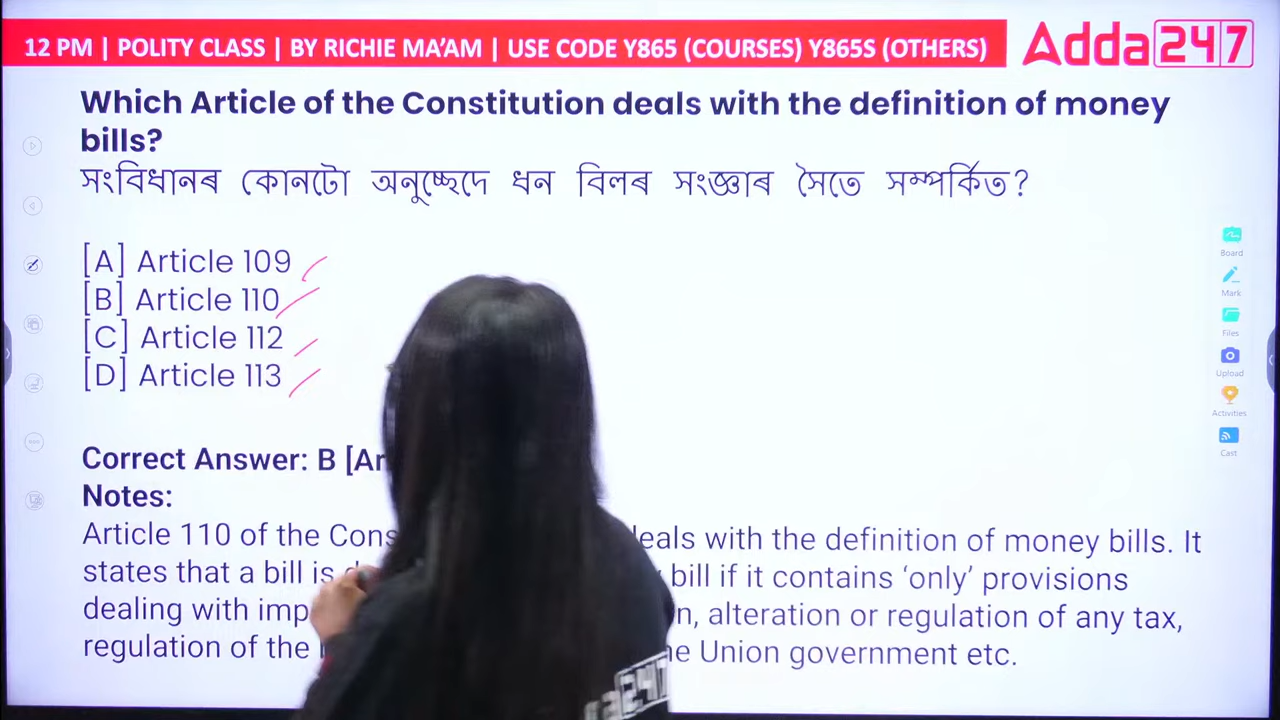 12 PM | POLITY CLASS | BY RICHIE MA'AM | USE CODE Y865 (COURSES) Y865S (OTHERS)
Adda247
Which Article of the Constitution deals with the definition of money
bills?
সংবিধানৰ কোনটো অনুচ্ছেদে ধন বিলৰ সংজ্ঞাৰ সৈতে সম্পৰ্কিত?
[A] Article 109
[B] Article 110
[C] Article 112
[D] Article 113
Correct Answer: B
Notes:
Article 110 of the deals with the definition of money bills. It
states that a bill is bill if it contains ‘only’ provisions
dealing with alteration or regulation of any tax,
regulation of the Union government etc.
Board
Mark
Files
Upload
Activities
Cast